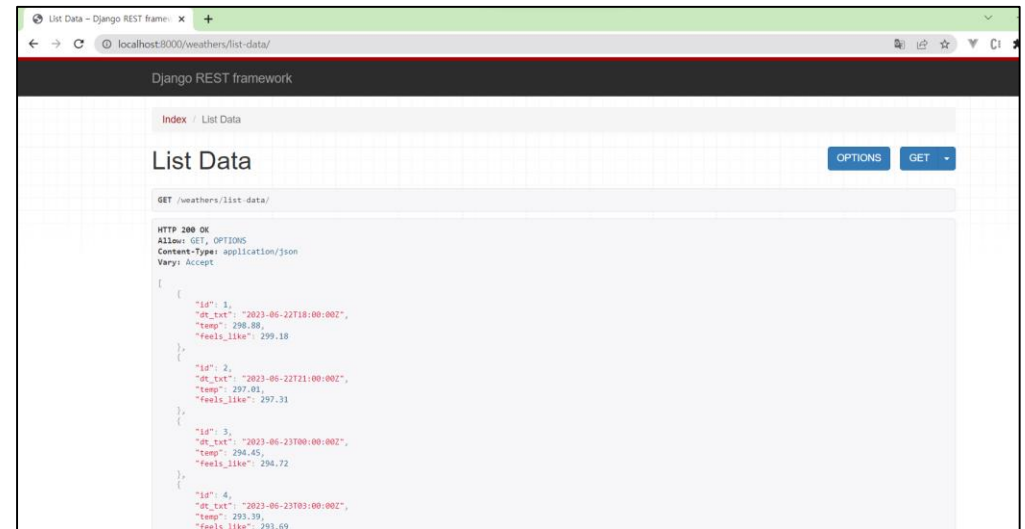 List Data – Django REST frame
localhost:8000/weathers/list-data/
Django REST framework
Index / List Data
List Data
OPTIONS GET
GET /weathers/list-data/
HTTP 200 OK
Allow: GET, OPTIONS
Content-Type: application/json
Vary: Accept
[
{
"id": 1,
"dt_txt": "2023-06-22T18:00:00Z",
"temp": 298.88,
"feels_like": 299.18
},
{
"id": 2,
"dt_txt": "2023-06-22T21:00:00Z",
"temp": 297.01,
"feels_like": 297.31
},
{
"id": 3,
"dt_txt": "2023-06-23T00:00:00Z",
"temp": 294.45,
"feels_like": 294.72
},
{
"id": 4,
"dt_txt": "2023-06-23T03:00:00Z",
"temp": 293.39,
"feels_like": 293.69